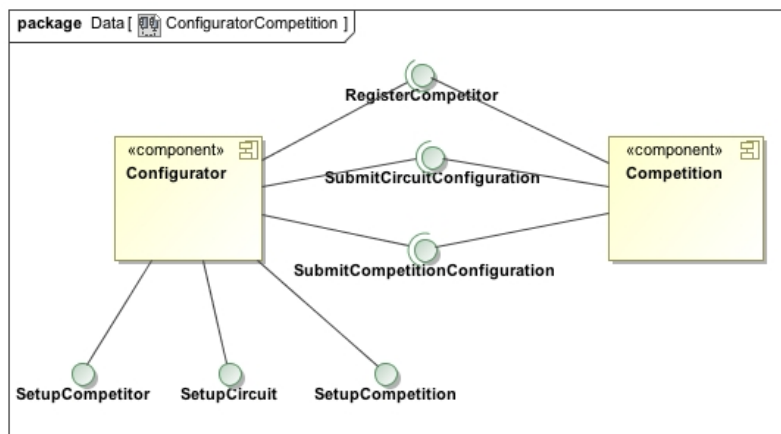 package Data [ ConfiguratorCompetition ]
RegisterCompetitor
«component»
Configurator
SubmitCircuitConfiguration
«component»
Competition
SubmitCompetitionConfiguration
SetupCompetitor
SetupCircuit
SetupCompetition